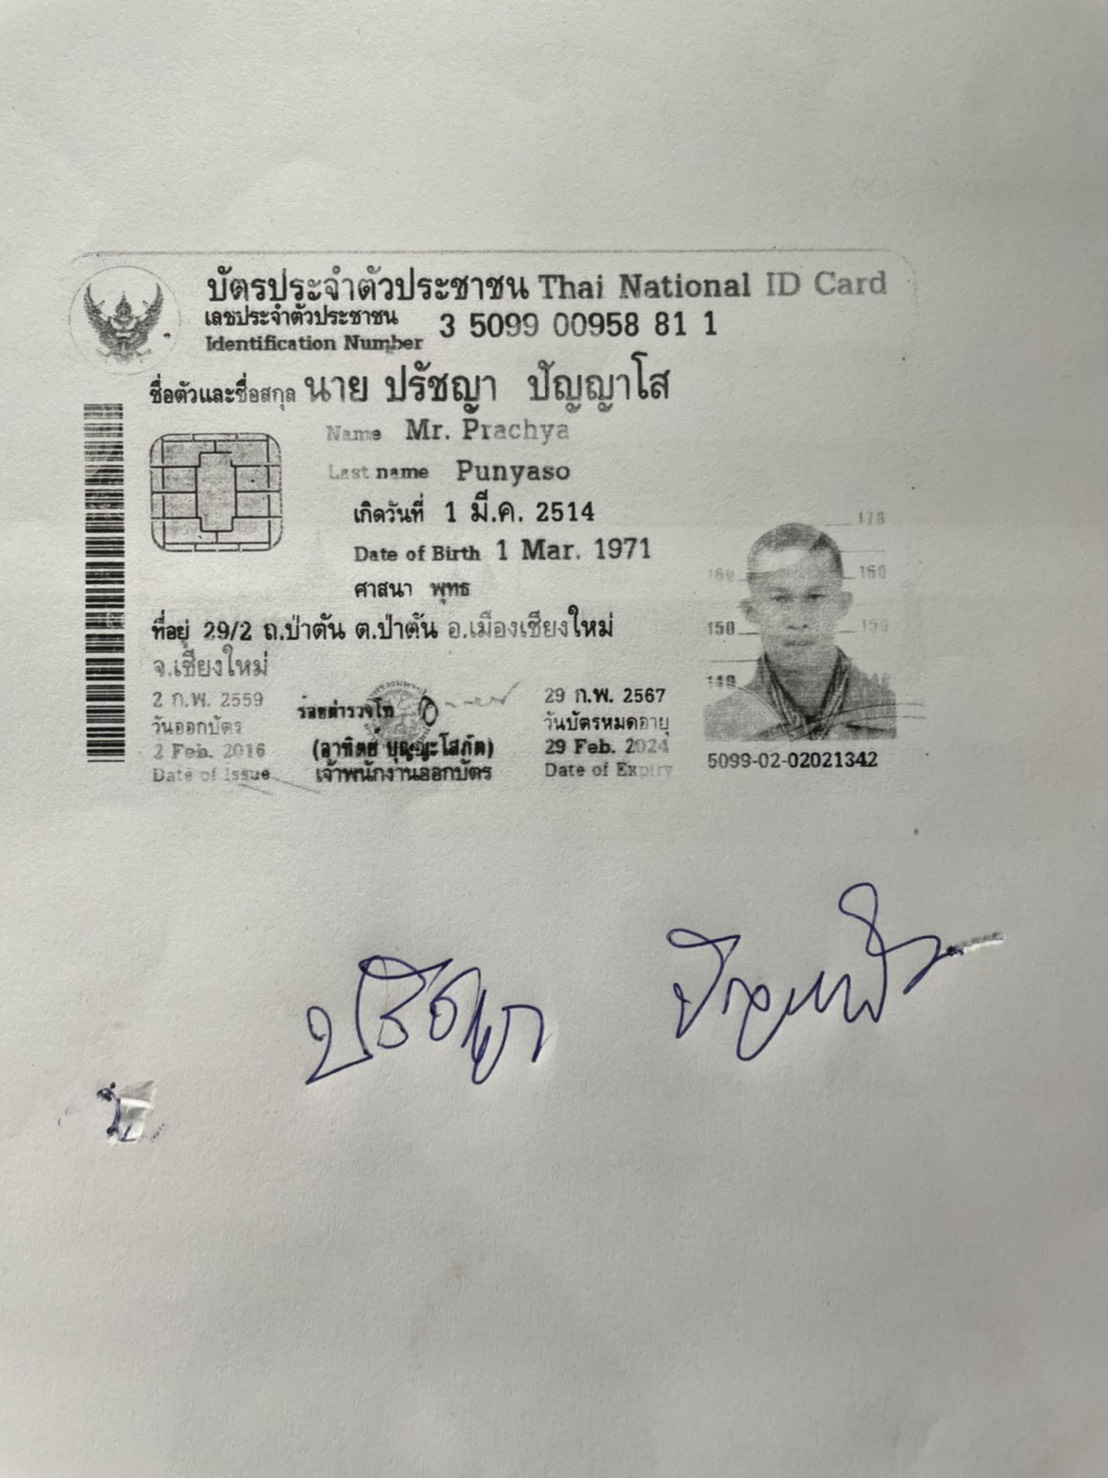 บัตรประจำตัวประชาชน Thai National ID Card
เลขประจำตัวประชาชน
Identification Number 3 5099 00958 81 1
ชื่อตัวและชื่อสกุล นาย ปรัชญา ปัญญาโส
Name Mr. Prachya
Last name Punyaso
เกิดวันที่ 1 มี.ค. 2514
Date of Birth 1 Mar. 1971
ศาสนา พุทธ
ที่อยู่ 29/2 ถ.ป่าตัน ต.ป่าตัน อ.เมืองเชียงใหม่
จ.เชียงใหม่
2 ก.พ. 2559
วันออกบัตร
2 Feb. 2016
Date of Issue
ร้อยตำรวจโท
(อาทิตย์ บุญญะโสภัต)
เจ้าพนักงานออกบัตร
29 ก.พ. 2567
วันบัตรหมดอายุ
29 Feb. 2024
Date of Expiry
170
160 160
150 150
140
5099-02-02021342
ปรัชญา